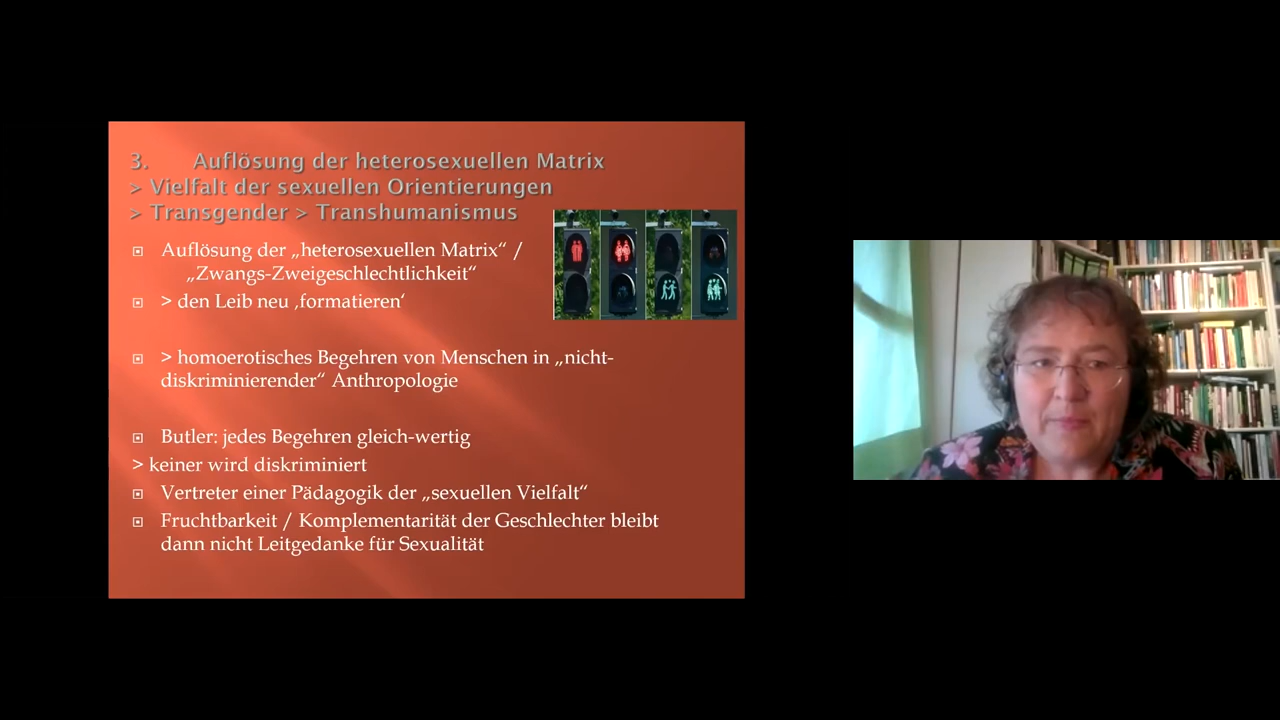 3. Auflösung der heterosexuellen Matrix
> Vielfalt der sexuellen Orientierungen
> Transgender > Transhumanismus
Auflösung der „heterosexuellen Matrix“ /
„Zwangs-Zweigeschlechtlichkeit“
> den Leib neu ‚formatieren‘
> homoerotisches Begehren von Menschen in „nicht-
diskriminierender“ Anthropologie
Butler: jedes Begehren gleich-wertig
> keiner wird diskriminiert
Vertreter einer Pädagogik der „sexuellen Vielfalt“
Fruchtbarkeit / Komplementarität der Geschlechter bleibt
dann nicht Leitgedanke für Sexualität